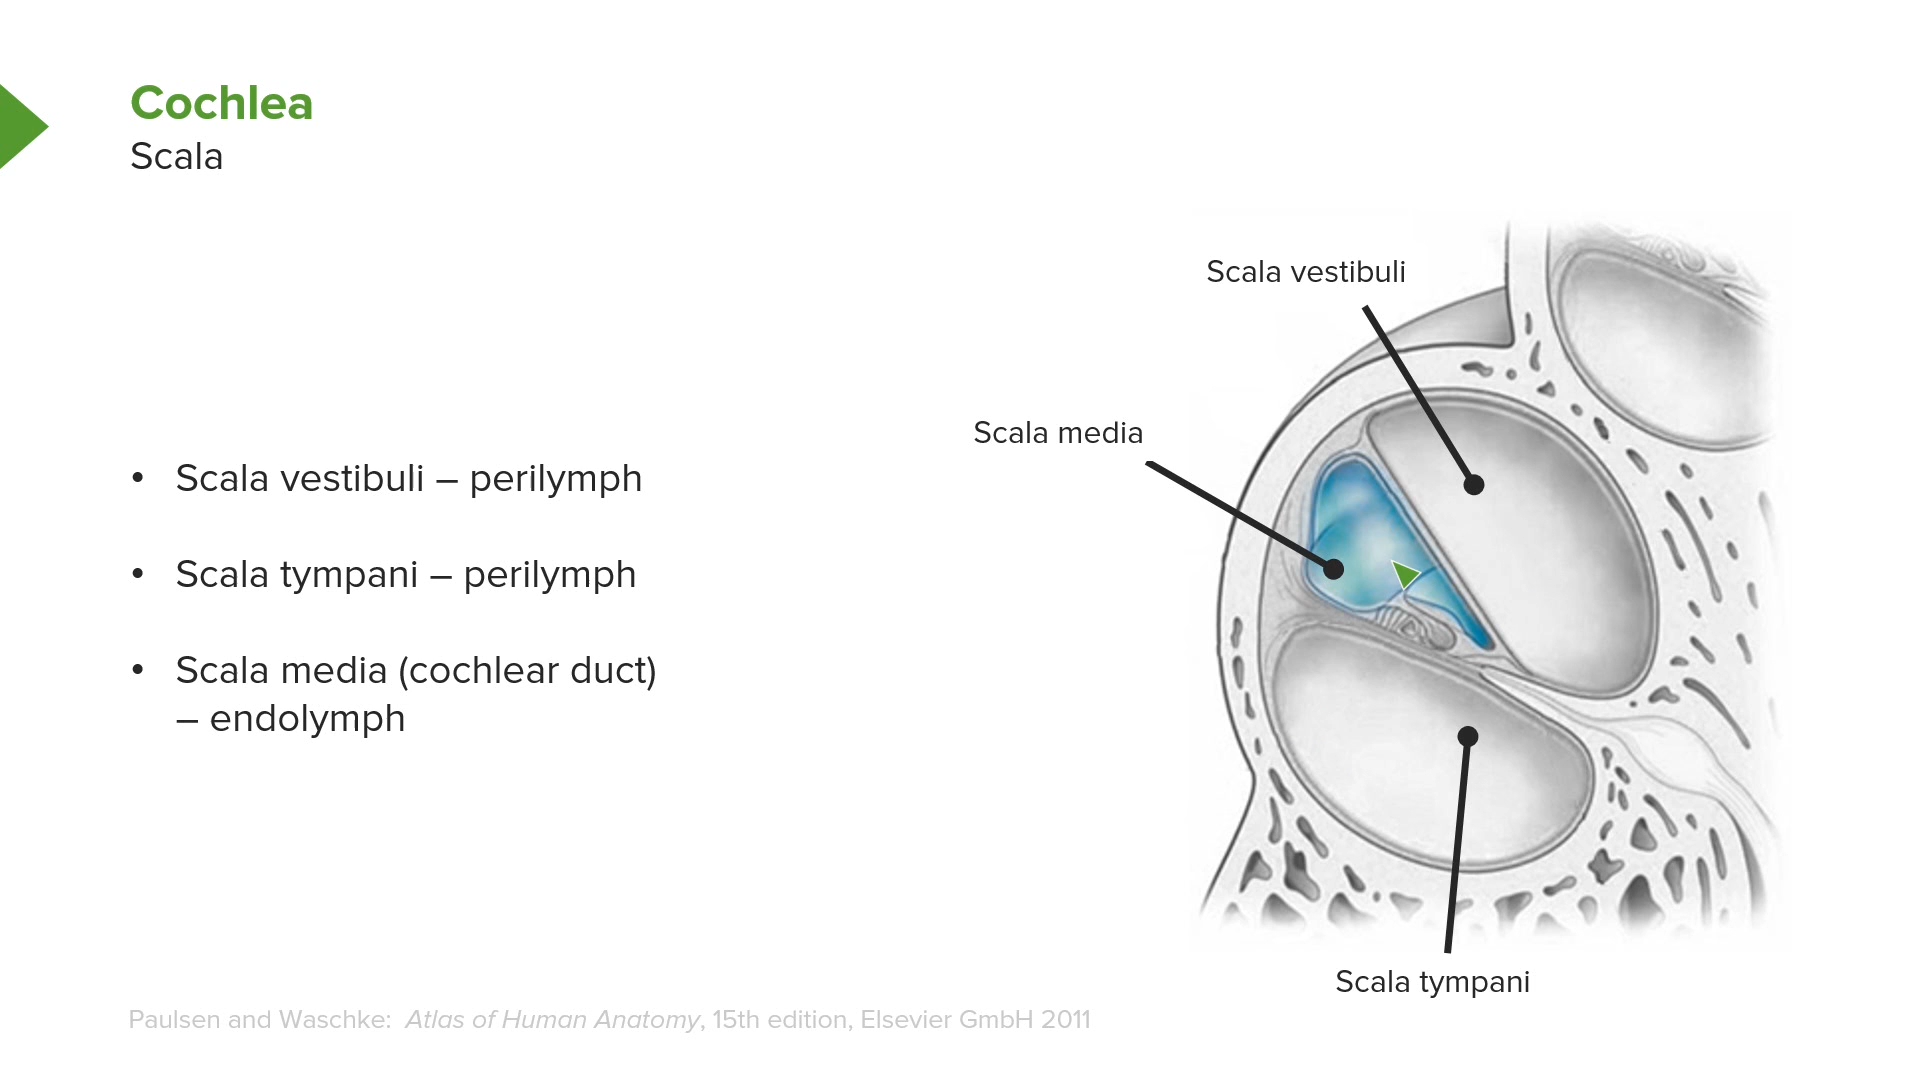 Cochlea
Scala
Scala vestibuli
Scala media
• Scala vestibuli – perilymph
• Scala tympani – perilymph
• Scala media (cochlear duct)
– endolymph
Scala tympani
Paulsen and Waschke: Atlas of Human Anatomy, 15th edition, Elsevier GmbH 2011